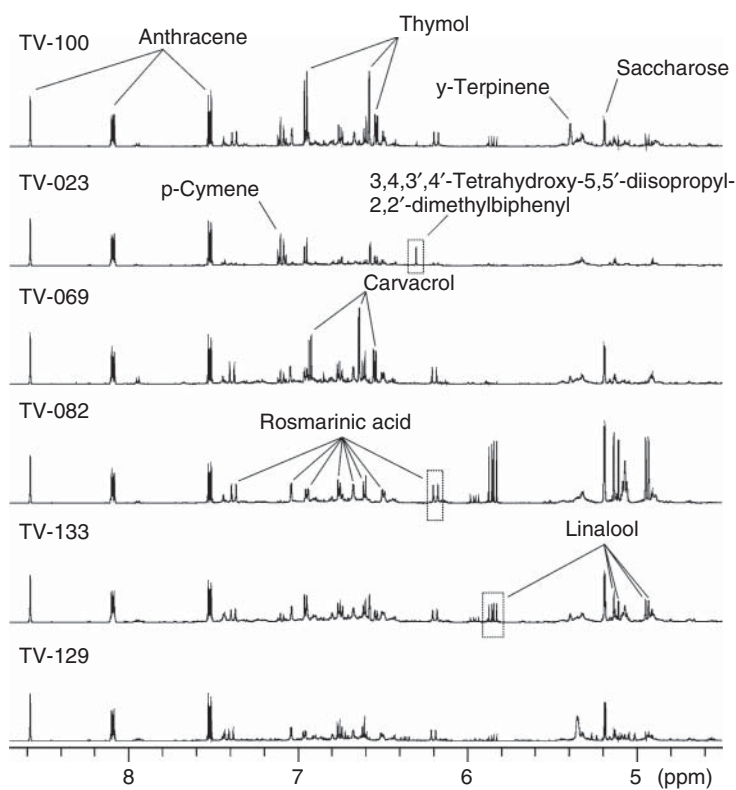 TV-100
Anthracene
Thymol
y-Terpinene
Saccharose
TV-023
p-Cymene
3,4,3′,4′-Tetrahydroxy-5,5′-diisopropyl-
2,2′-dimethylbiphenyl
TV-069
Carvacrol
TV-082
Rosmarinic acid
TV-133
Linalool
TV-129
8 7 6 5 (ppm)